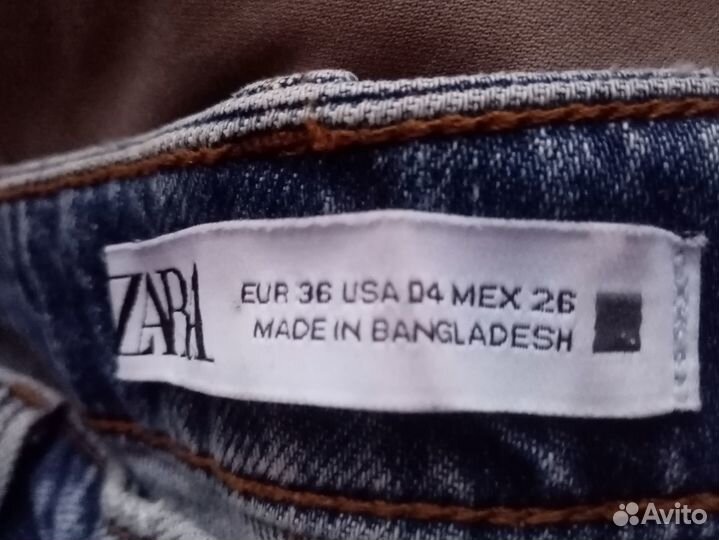 ZARA
EUR 36 USA 04 MEX 26
MADE IN BANGLADESH
Avito